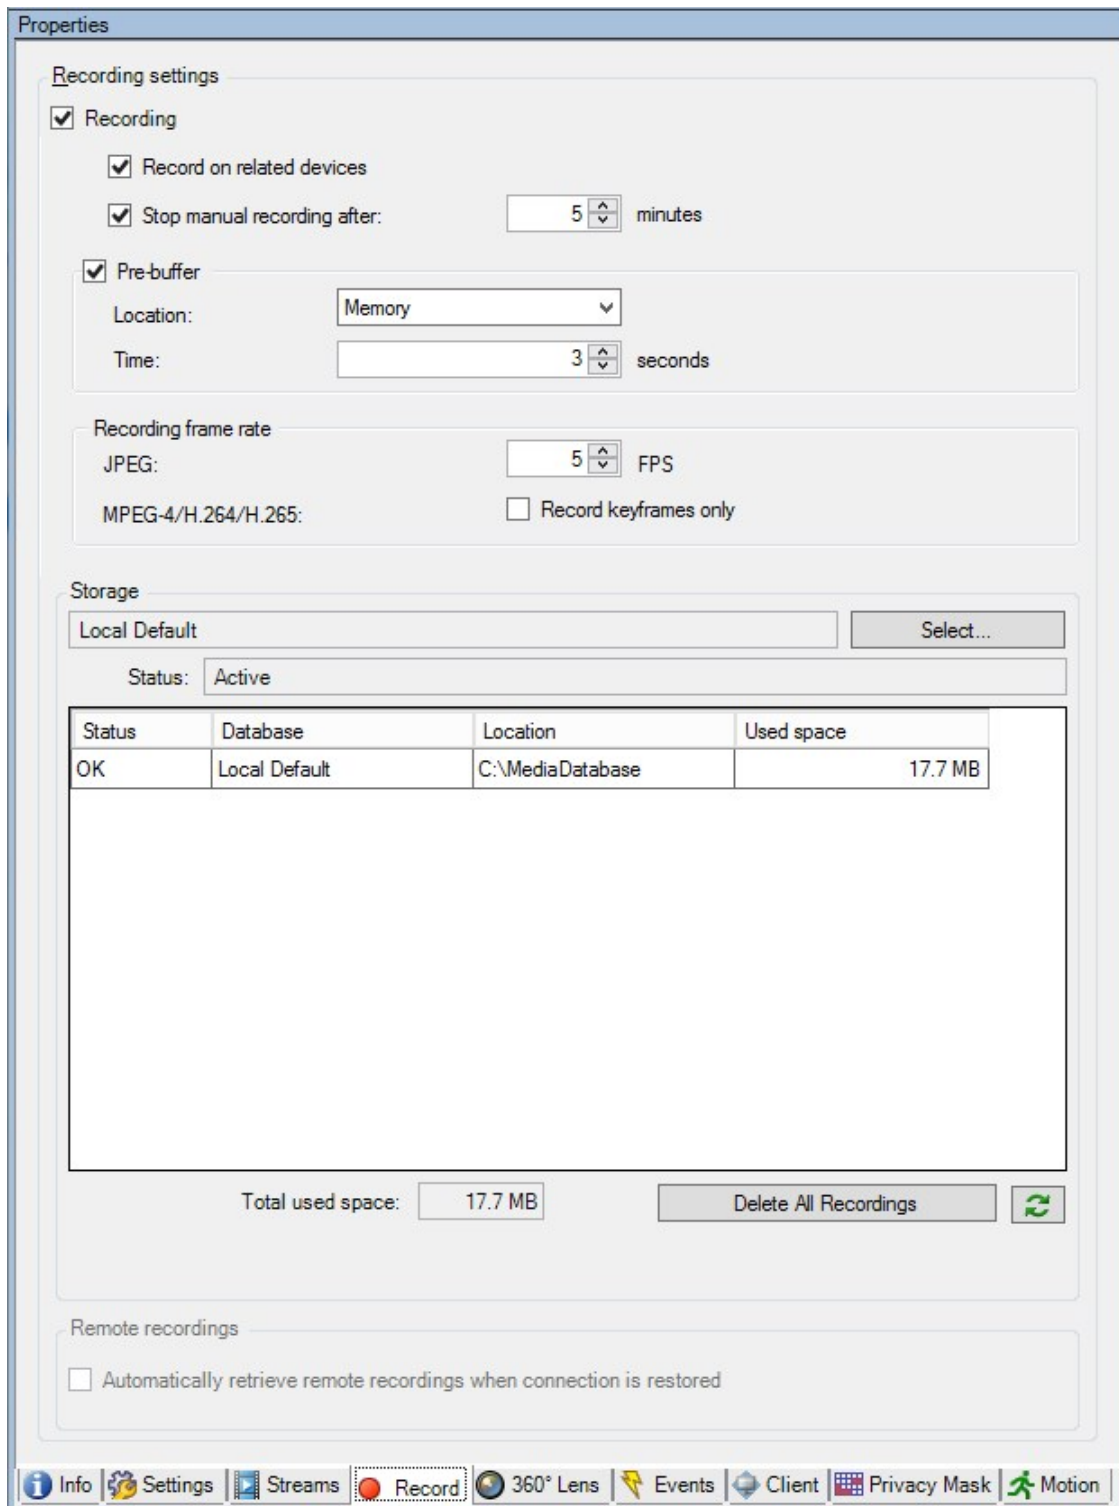 Properties
Recording settings
Recording
Record on related devices
Stop manual recording after: 5 minutes
Pre-buffer
Location: Memory
Time: 3 seconds
Recording frame rate
JPEG: 5 FPS
MPEG-4/H.264/H.265: Record keyframes only
Storage
Local Default Select...
Status: Active
Status Database Location Used space
OK Local Default C:\MediaDatabase 17.7 MB
Total used space: 17.7 MB Delete All Recordings
Remote recordings
Automatically retrieve remote recordings when connection is restored
Info Settings Streams Record 360° Lens Events Client Privacy Mask Motion